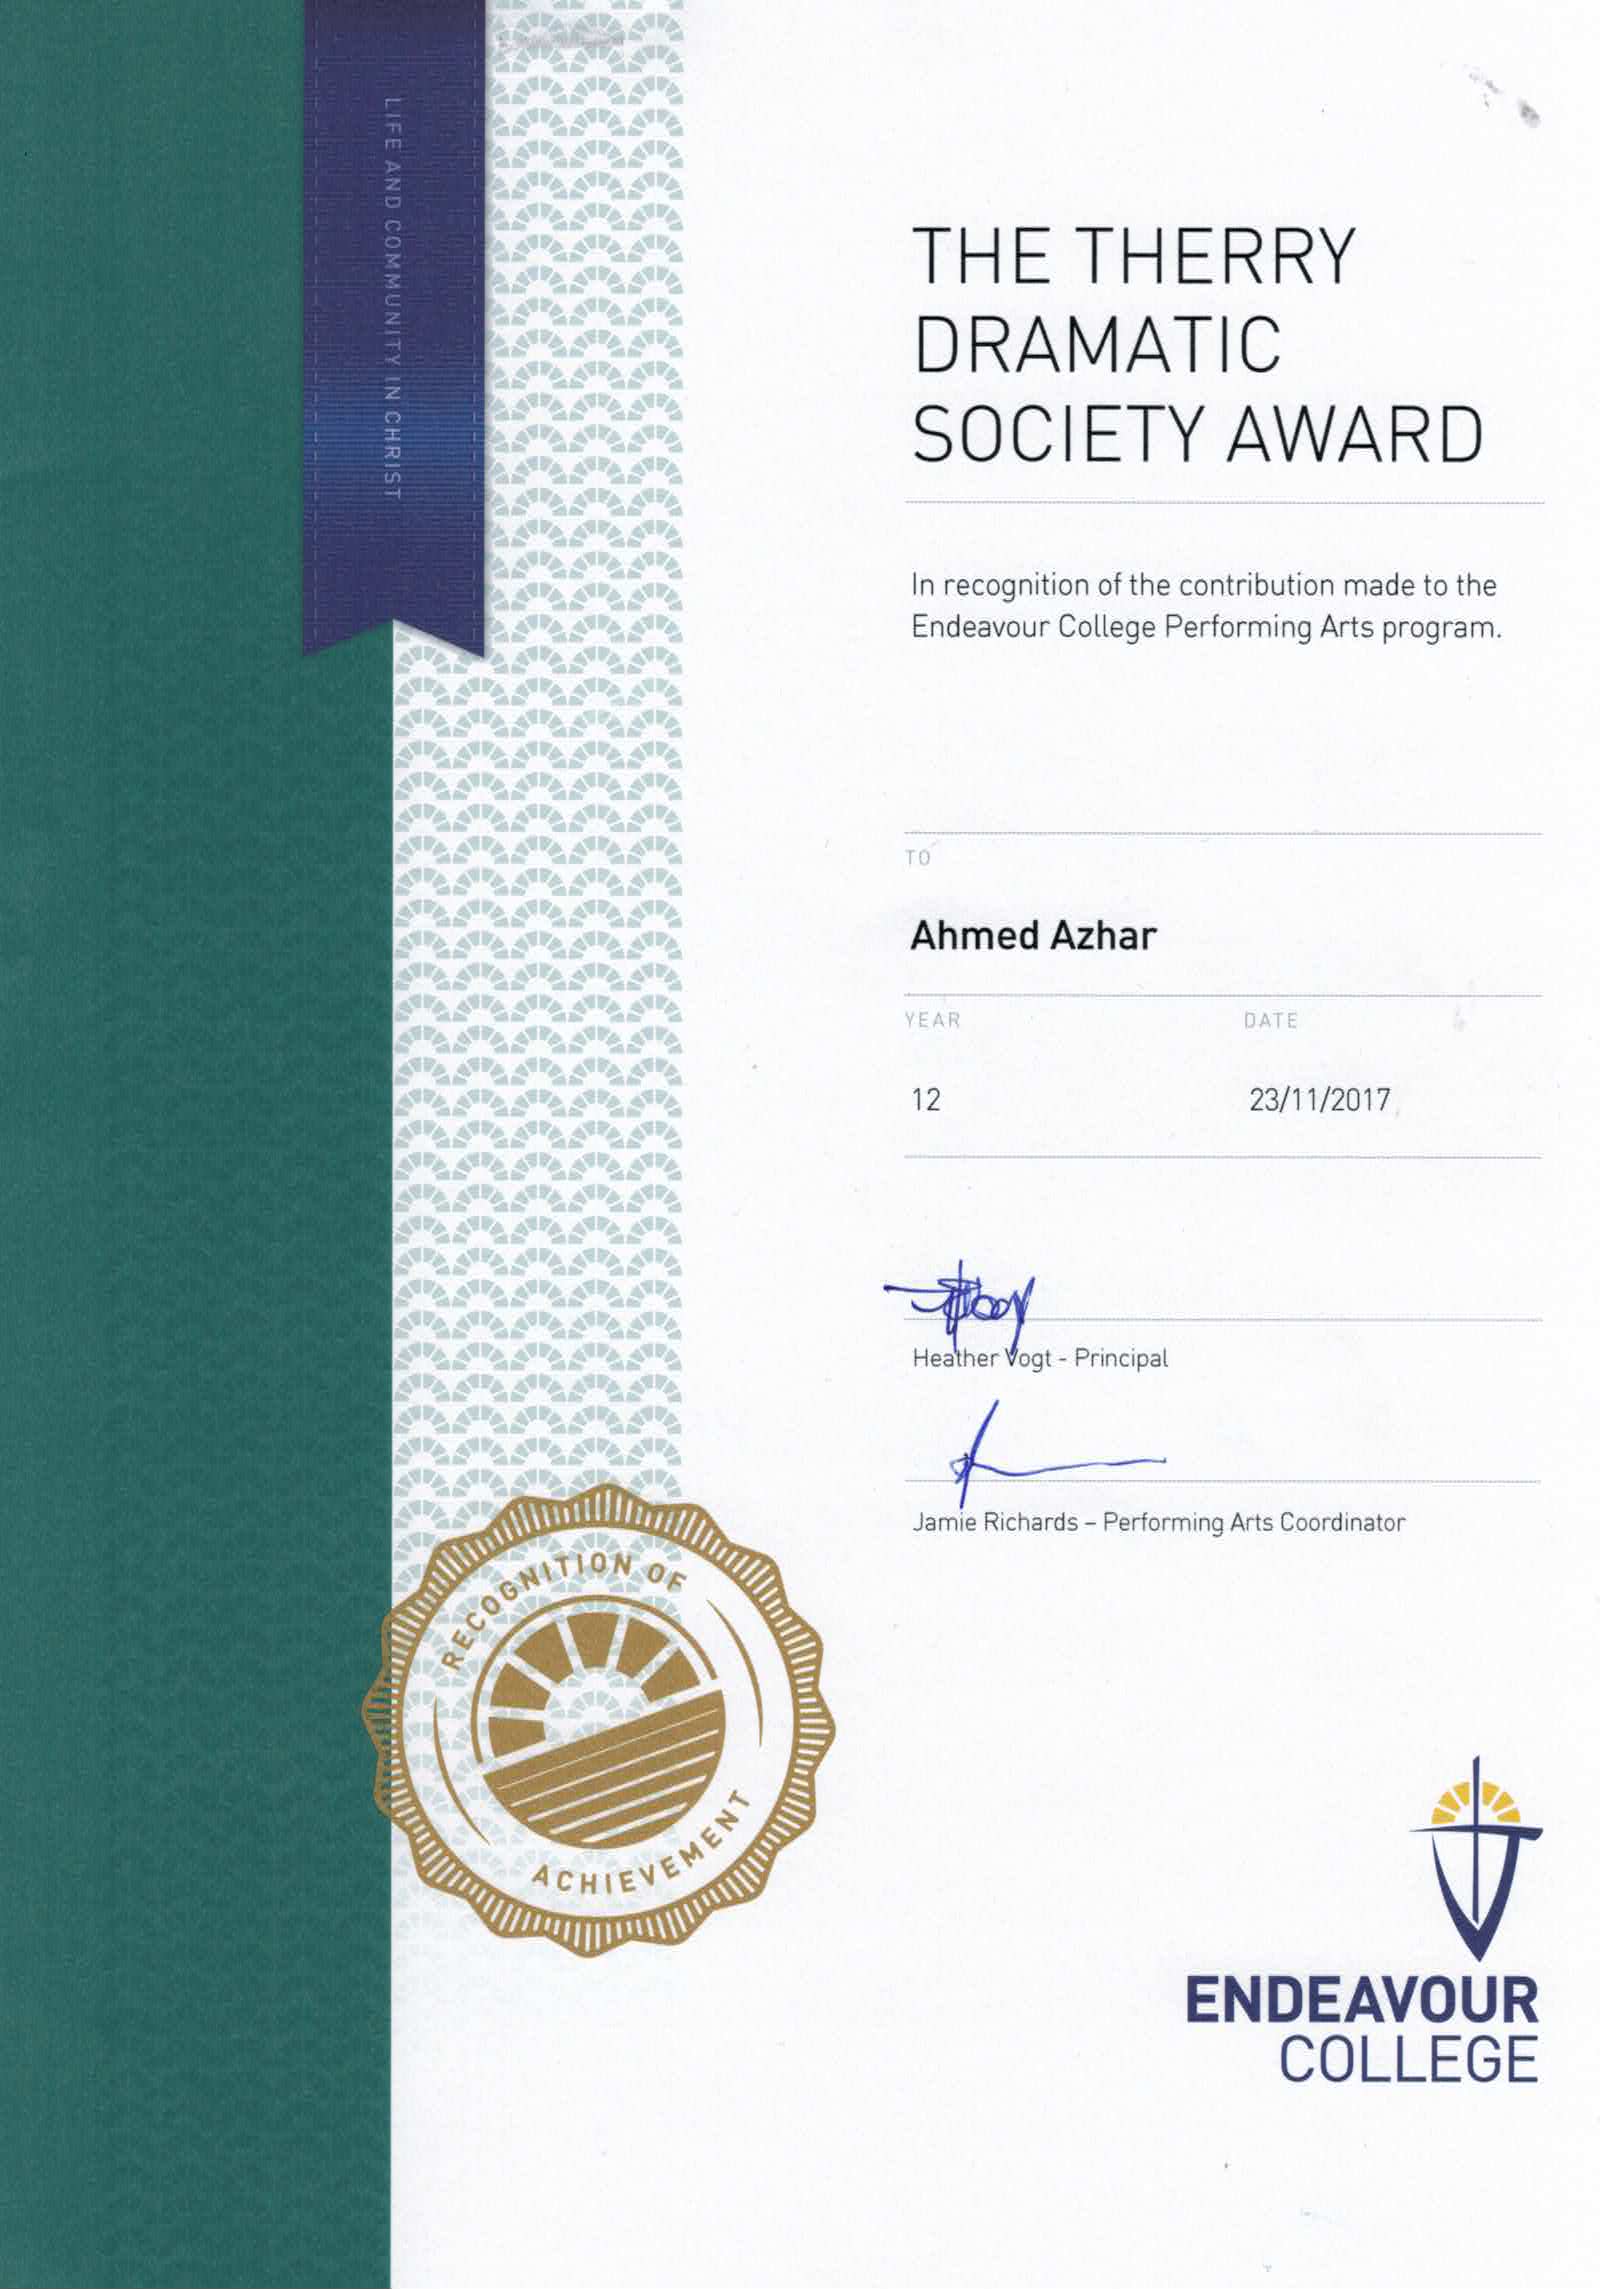 LIFE AND COMMUNITY IN CHRIST
THE THERRY
DRAMATIC
SOCIETY AWARD
In recognition of the contribution made to the
Endeavour College Performing Arts program.
TO
Ahmed Azhar
YEAR DATE
12 23/11/2017
Heather Vogt - Principal
Jamie Richards – Performing Arts Coordinator
RECOGNITION OF
ACHIEVEMENT
ENDEAVOUR
COLLEGE